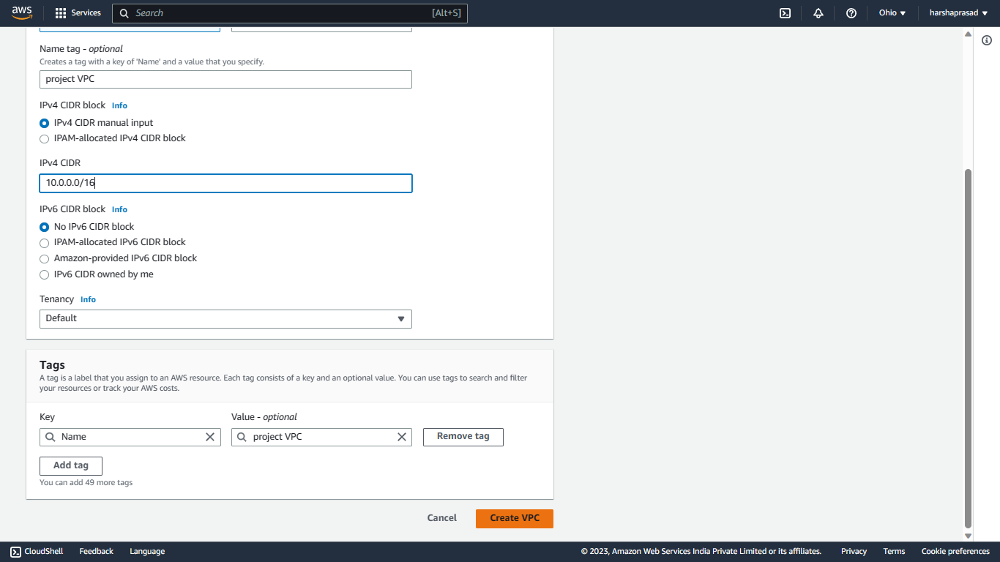 aws
Services
Search
[Alt+S]
Ohio
harshaprasad
Name tag - optional
Creates a tag with a key of 'Name' and a value that you specify.
project VPC
IPv4 CIDR block Info
IPv4 CIDR manual input
IPAM-allocated IPv4 CIDR block
IPv4 CIDR
10.0.0.0/16
IPv6 CIDR block Info
No IPv6 CIDR block
IPAM-allocated IPv6 CIDR block
Amazon-provided IPv6 CIDR block
IPv6 CIDR owned by me
Tenancy Info
Default
Tags
A tag is a label that you assign to an AWS resource. Each tag consists of a key and an optional value. You can use tags to search and filter
your resources or track your AWS costs.
Key
Value - optional
Name
project VPC
Remove tag
Add tag
You can add 49 more tags
Cancel
Create VPC
CloudShell
Feedback
Language
© 2023, Amazon Web Services India Private Limited or its affiliates.
Privacy
Terms
Cookie preferences